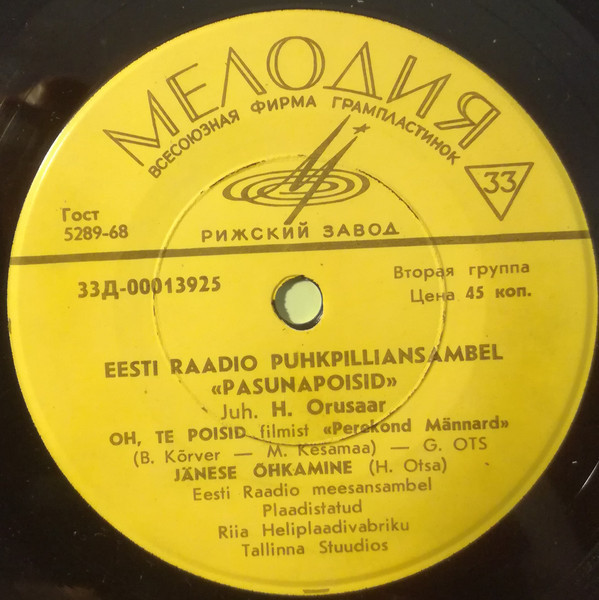 МЕЛОДИЯ
ВСЕСОЮЗНАЯ ФИРМА ГРАМПЛАСТИНОК
33
Гост
5289-68
РИЖСКИЙ ЗАВОД
33Д-00013925
Вторая группа
Цена 45 коп.
EESTI RAADIO PUHKPILLIANSAMBEL
«PASUNAPOISID»
Juh. H. Orusaar
OH, TE POISID filmist «Perekond Männard»
(B. Kõrver — M. Kesamaa) — G. OTS
JÄNESE ÕHKAMINE (H. Otsa)
Eesti Raadio meesansambel
Plaadistatud
Riia Heliplaadivabriku
Tallinna Stuudios